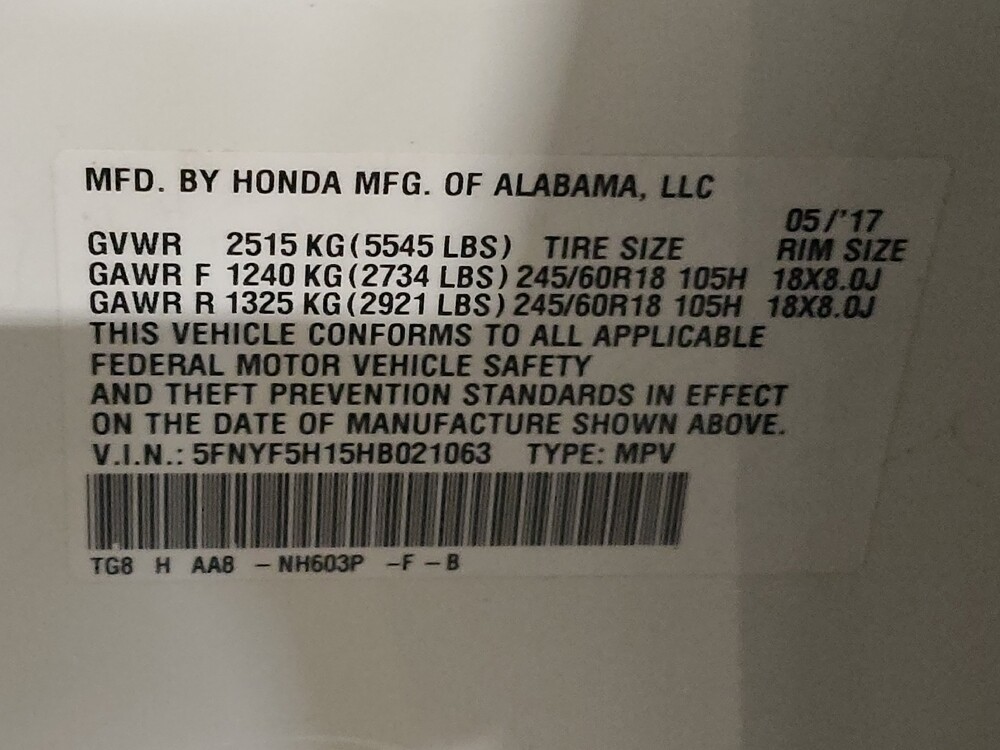 MFD. BY HONDA MFG. OF ALABAMA, LLC
05/'17
GVWR 2515 KG(5545 LBS) TIRE SIZE RIM SIZE
GAWR F 1240 KG(2734 LBS) 245/60R18 105H 18X8.0J
GAWR R 1325 KG(2921 LBS) 245/60R18 105H 18X8.0J
THIS VEHICLE CONFORMS TO ALL APPLICABLE
FEDERAL MOTOR VEHICLE SAFETY
AND THEFT PREVENTION STANDARDS IN EFFECT
ON THE DATE OF MANUFACTURE SHOWN ABOVE.
V.I.N.: 5FNYF5H15HB021063 TYPE: MPV
TG8 H AA8 - NH603P -F - B